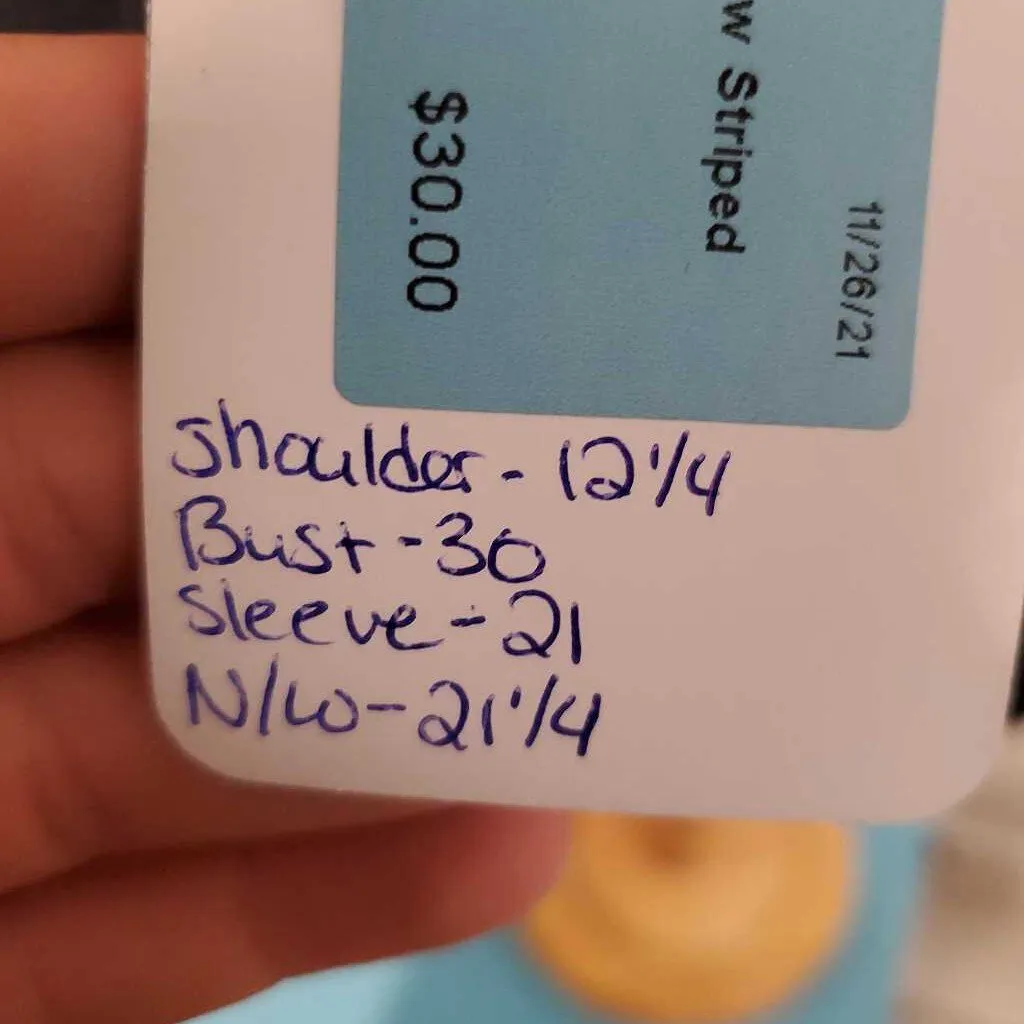 w Striped
11/26/21
$30.00
Shoulder - 12 1/4
Bust - 30
Sleeve - 21
N/W - 21 1/4